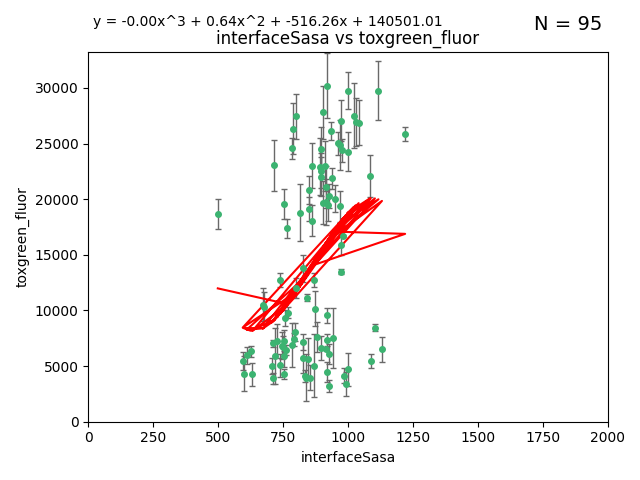 y = -0.00x^3 + 0.64x^2 + -516.26x + 140501.01
N = 95
interfaceSasa vs toxgreen_fluor
toxgreen_fluor
30000
25000
20000
15000
10000
5000
0
0 250 500 750 1000 1250 1500 1750 2000
interfaceSasa